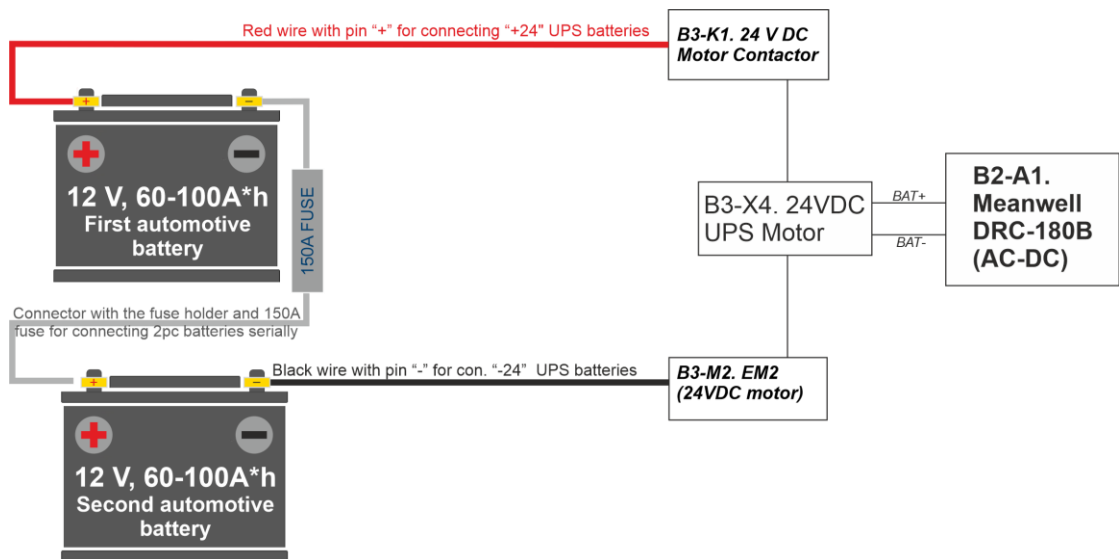 Red wire with pin “+” for connecting “+24" UPS batteries
B3-K1. 24 V DC
Motor Contactor
+ −
12 V, 60-100A*h
First automotive
battery
150A FUSE
B3-X4. 24VDC
UPS Motor
BAT+
BAT-
B2-A1.
Meanwell
DRC-180B
(AC-DC)
Connector with the fuse holder and 150A
fuse for connecting 2pc batteries serially
Black wire with pin “-” for con. “-24” UPS batteries
B3-M2. EM2
(24VDC motor)
+ −
12 V, 60-100A*h
Second automotive
battery